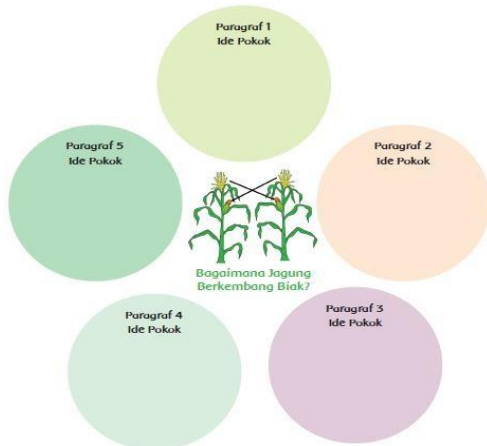 Paragraf 1
Ide Pokok
Paragraf 5
Ide Pokok
Paragraf 2
Ide Pokok
Bagaimana Jagung
Berkembang Biak?
Paragraf 4
Ide Pokok
Paragraf 3
Ide Pokok